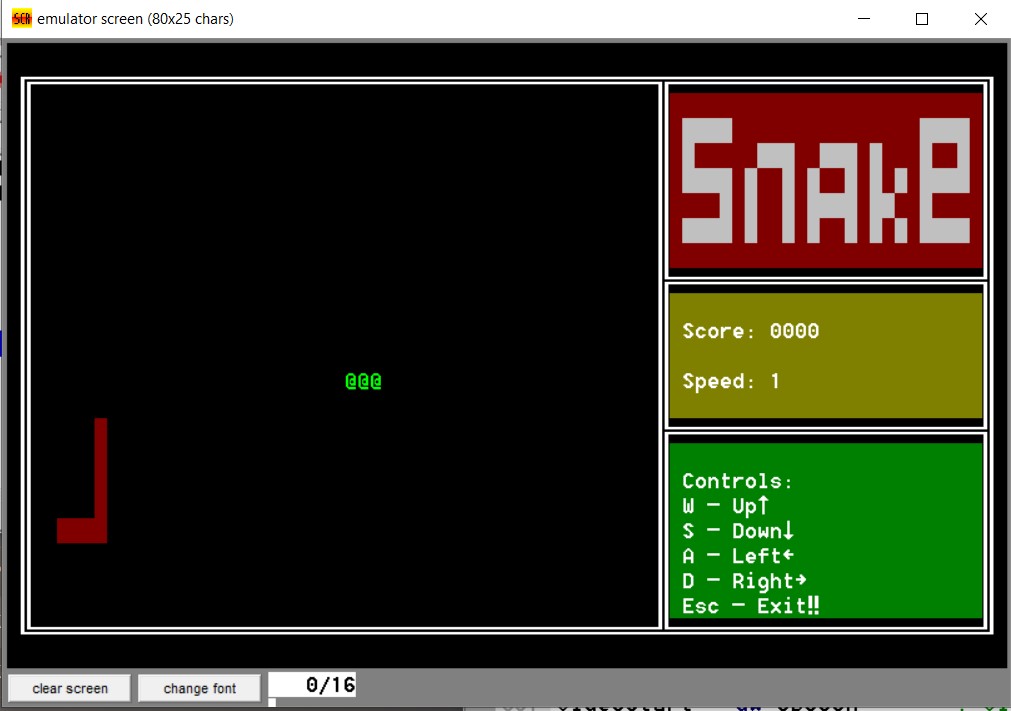 SCR emulator screen (80x25 chars)
Snake
@@@
Score: 0000
Speed: 1
Controls:
W - Up↑
S - Down↓
A - Left←
D - Right→
Esc - Exit‼
clear screen
change font
0/16